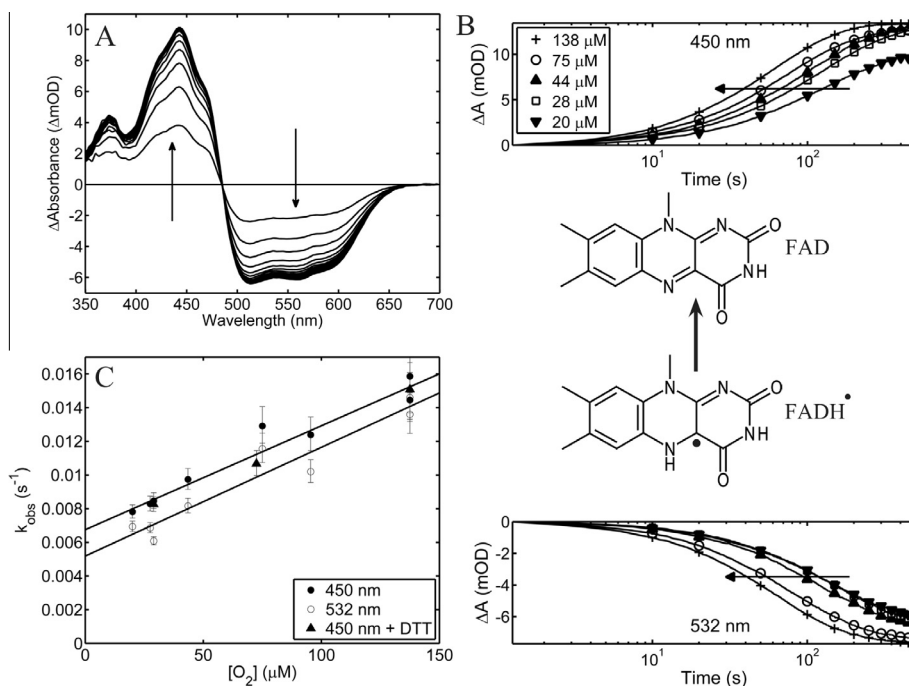 A
ΔAbsorbance (ΔmOD)
10
8
6
4
2
0
-2
-4
-6
350 400 450 500 550 600 650 700
Wavelength (nm)
B
ΔA (mOD)
10
5
0
138 μM
75 μM
44 μM
28 μM
20 μM
450 nm
10¹ 10²
Time (s)
FAD
N
N
O
NH
N
O
FADH•
N
N
O
NH
N
H
O
ΔA (mOD)
0
-2
-4
-6
532 nm
10¹ 10²
Time (s)
C
k_obs (s⁻¹)
0.016
0.014
0.012
0.010
0.008
0.006
0.004
0.002
0.000
0 50 100 150
[O₂] (μM)
450 nm
532 nm
450 nm + DTT